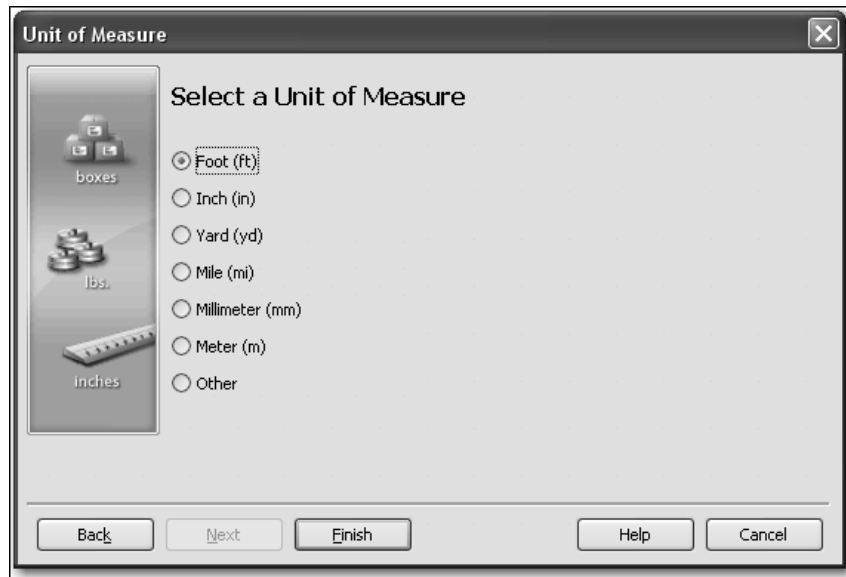 Unit of Measure
Select a Unit of Measure
boxes
lbs.
inches
Foot (ft)
Inch (in)
Yard (yd)
Mile (mi)
Millimeter (mm)
Meter (m)
Other
Back Next Finish Help Cancel